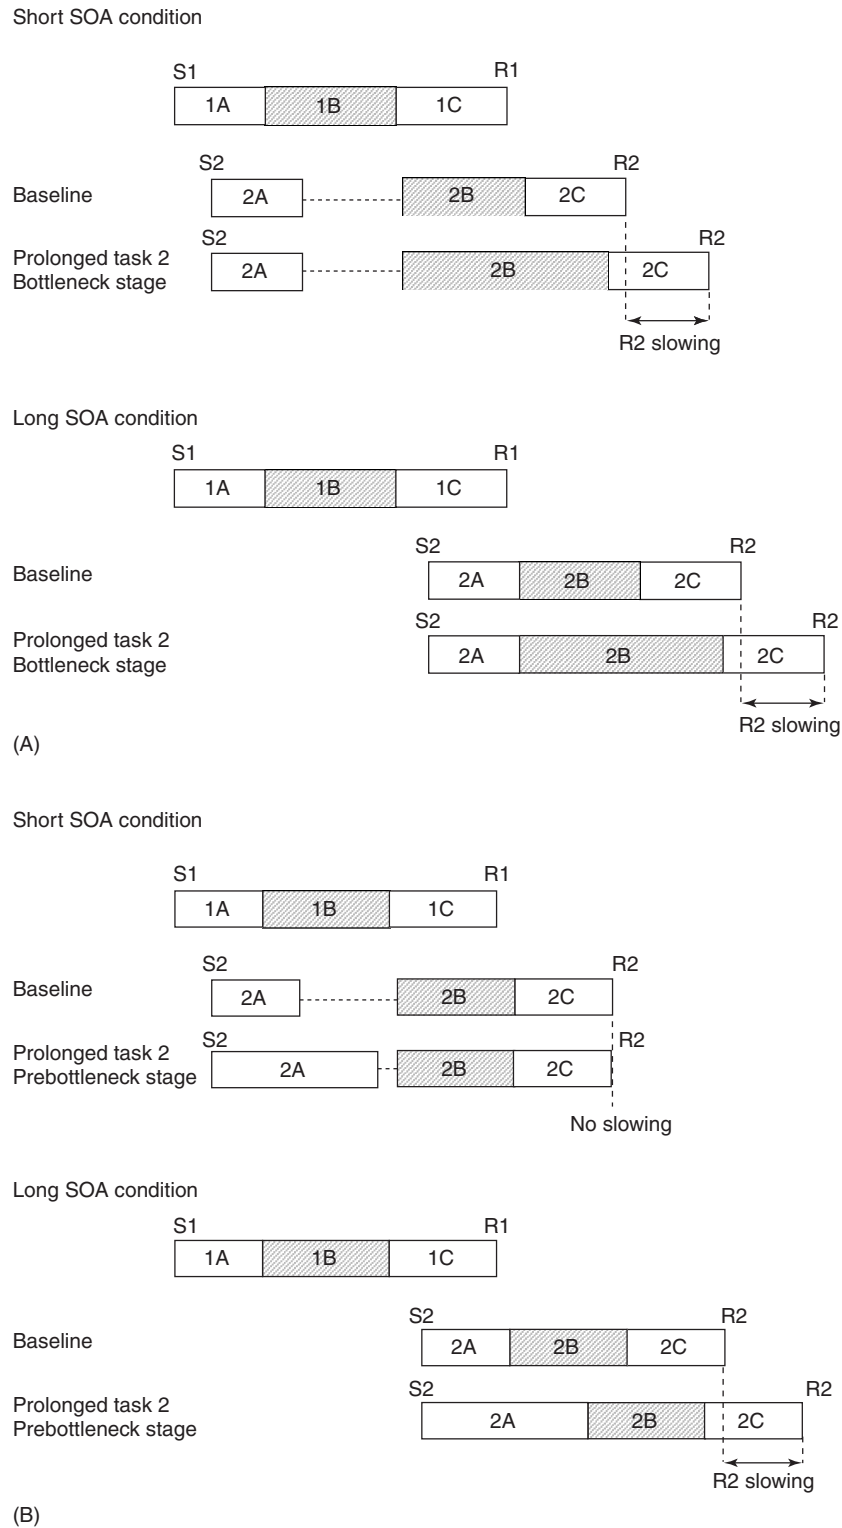 Short SOA condition
S1 R1
1A 1B 1C
S2 R2
Baseline 2A 2B 2C
S2 R2
Prolonged task 2
Bottleneck stage
2A 2B 2C
R2 slowing
Long SOA condition
S1 R1
1A 1B 1C
S2 R2
Baseline 2A 2B 2C
S2 R2
Prolonged task 2
Bottleneck stage
2A 2B 2C
R2 slowing
(A)
Short SOA condition
S1 R1
1A 1B 1C
S2 R2
Baseline 2A 2B 2C
S2 R2
Prolonged task 2
Prebottleneck stage
2A 2B 2C
No slowing
Long SOA condition
S1 R1
1A 1B 1C
S2 R2
Baseline 2A 2B 2C
S2 R2
Prolonged task 2
Prebottleneck stage
2A 2B 2C
R2 slowing
(B)